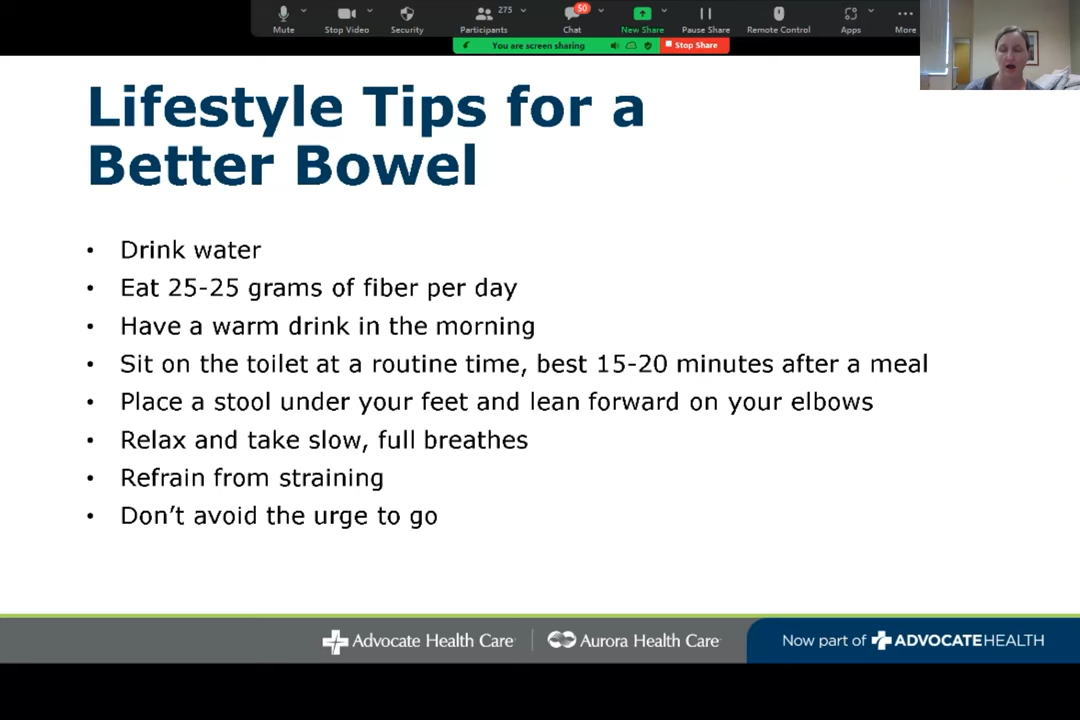 Mute
Stop Video
Security
275
Participants
50
Chat
New Share
Pause Share
Remote Control
Apps
More
You are screen sharing
Stop Share
Lifestyle Tips for a
Better Bowel
• Drink water
• Eat 25-25 grams of fiber per day
• Have a warm drink in the morning
• Sit on the toilet at a routine time, best 15-20 minutes after a meal
• Place a stool under your feet and lean forward on your elbows
• Relax and take slow, full breathes
• Refrain from straining
• Don't avoid the urge to go
Advocate Health Care
Aurora Health Care
Now part of ADVOCATEHEALTH